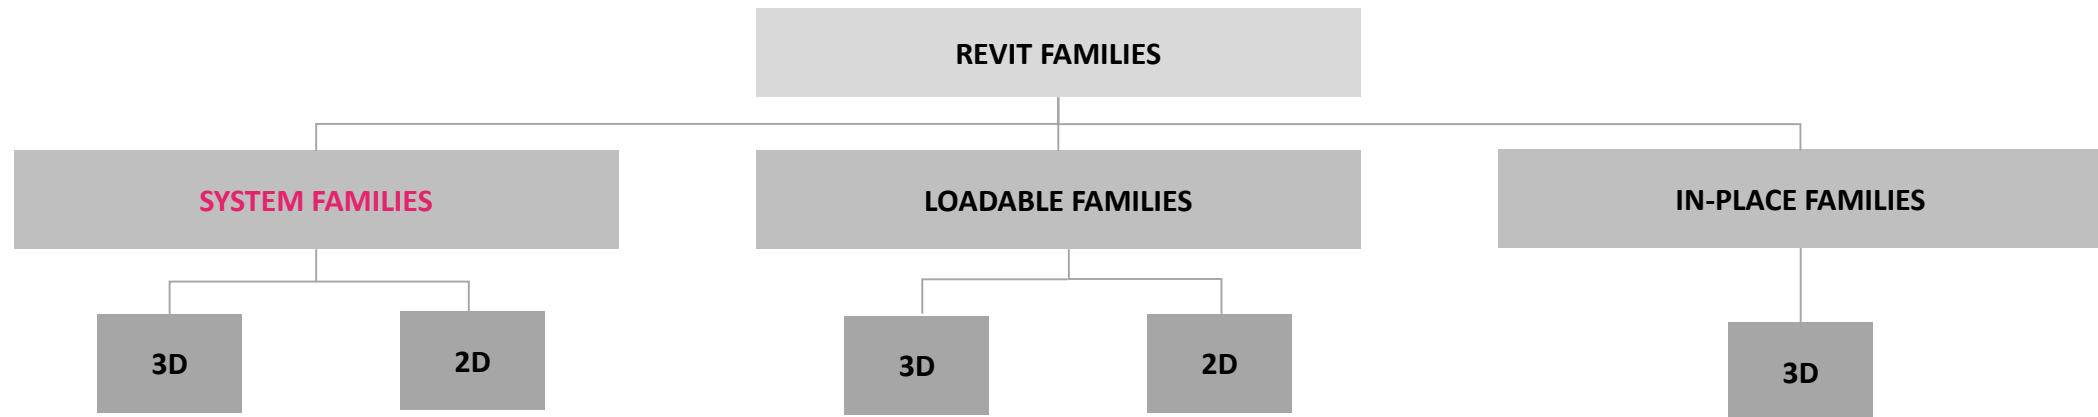 REVIT FAMILIES
SYSTEM FAMILIES
LOADABLE FAMILIES
IN-PLACE FAMILIES
3D
2D
3D
2D
3D